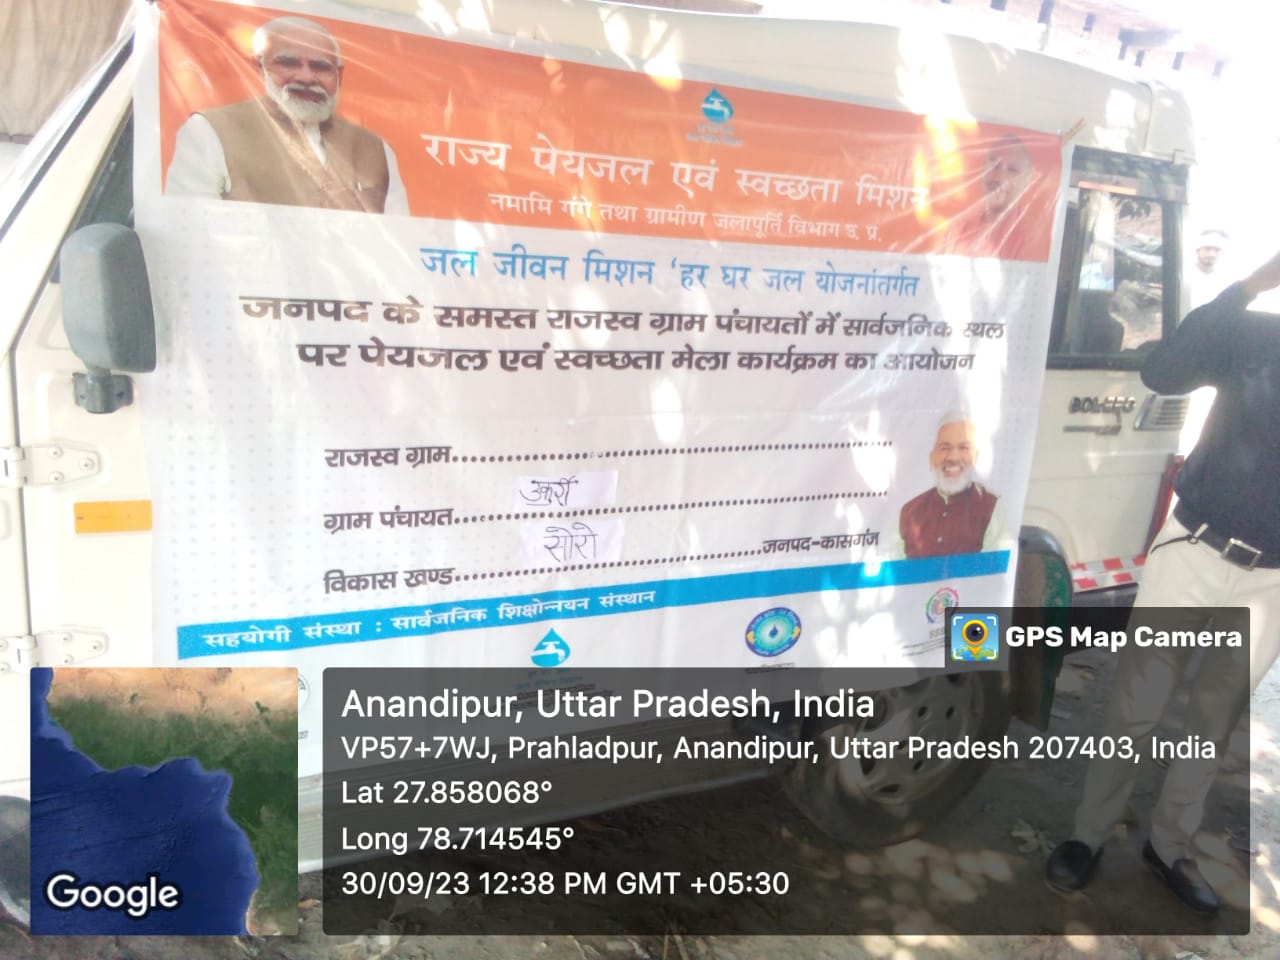 राज्य पेयजल एवं स्वच्छता मिशन
नमामि गंगे तथा ग्रामीण जलापूर्ति विभाग उ. प्र.
जल जीवन मिशन 'हर घर जल योजनांतर्गत
जनपद के समस्त राजस्व ग्राम पंचायतों में सार्वजनिक स्थल
पर पेयजल एवं स्वच्छता मेला कार्यक्रम का आयोजन
राजस्व ग्राम
ग्राम पंचायत
सोरो
विकास खण्ड जनपद-कासगंज
सहयोगी संस्था : सार्वजनिक शिक्षोन्नयन संस्थान
BOLERO
GPS Map Camera
Anandipur, Uttar Pradesh, India
VP57+7WJ, Prahladpur, Anandipur, Uttar Pradesh 207403, India
Lat 27.858068°
Long 78.714545°
30/09/23 12:38 PM GMT +05:30
Google